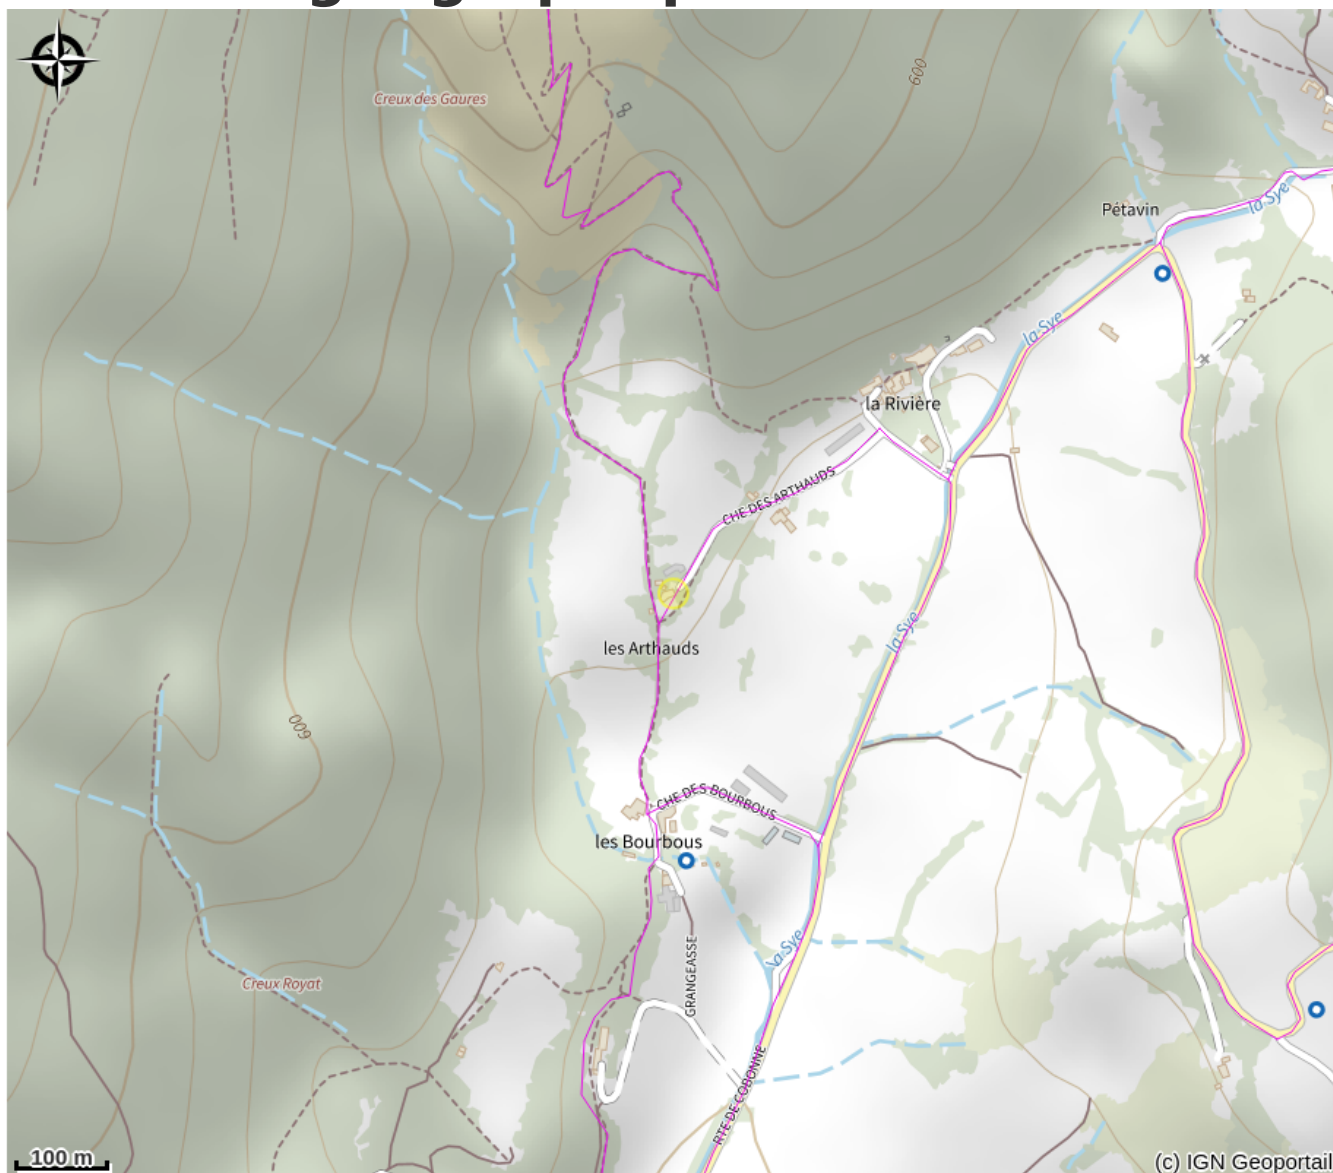 Creux des Gaures
600
Pétavin
la Sye
la Sye
la Rivière
CHE DES ARTHAUDS
la Sye
les Arthauds
600
CHE DES BOURBOUS
les Bourbous
la Sye
GRANGEASSE
Creux Royat
RTE DE COBONNE
100 m
(c) IGN Geoportail